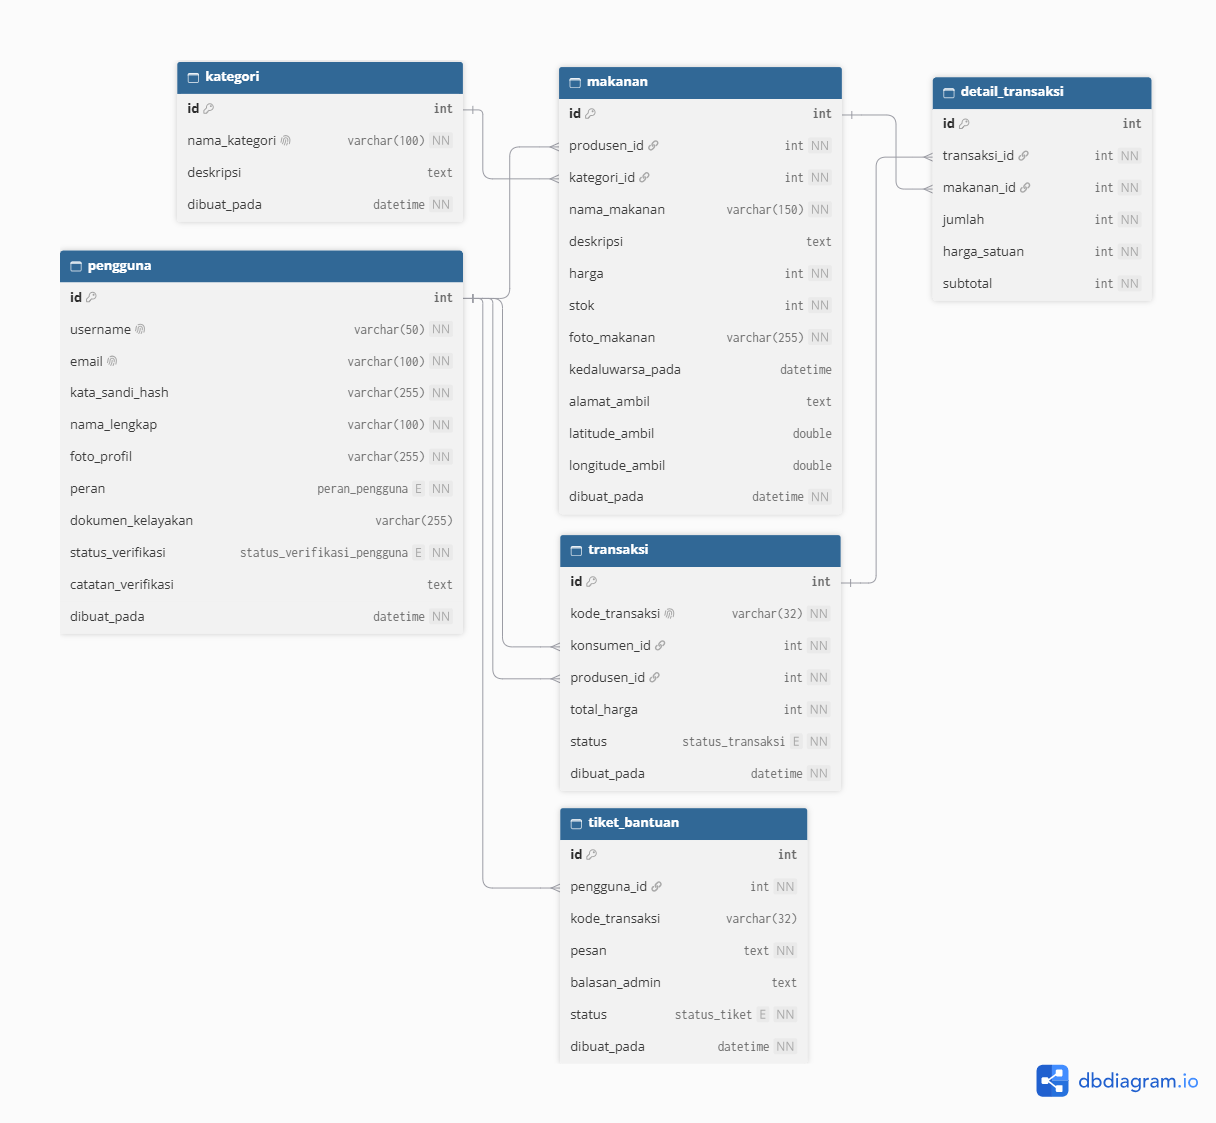 kategori
id int
nama_kategori varchar(100) NN
deskripsi text
dibuat_pada datetime NN
pengguna
id int
username varchar(50) NN
email varchar(100) NN
kata_sandi_hash varchar(255) NN
nama_lengkap varchar(100) NN
foto_profil varchar(255) NN
peran peran_pengguna E NN
dokumen_kelayakan varchar(255)
status_verifikasi status_verifikasi_pengguna E NN
catatan_verifikasi text
dibuat_pada datetime NN
makanan
id int
produsen_id int NN
kategori_id int NN
nama_makanan varchar(150) NN
deskripsi text
harga int NN
stok int NN
foto_makanan varchar(255) NN
kedaluwarsa_pada datetime
alamat_ambil text
latitude_ambil double
longitude_ambil double
dibuat_pada datetime NN
transaksi
id int
kode_transaksi varchar(32) NN
konsumen_id int NN
produsen_id int NN
total_harga int NN
status status_transaksi E NN
dibuat_pada datetime NN
tiket_bantuan
id int
pengguna_id int NN
kode_transaksi varchar(32)
pesan text NN
balasan_admin text
status status_tiket E NN
dibuat_pada datetime NN
detail_transaksi
id int
transaksi_id int NN
makanan_id int NN
jumlah int NN
harga_satuan int NN
subtotal int NN
dbdiagram.io